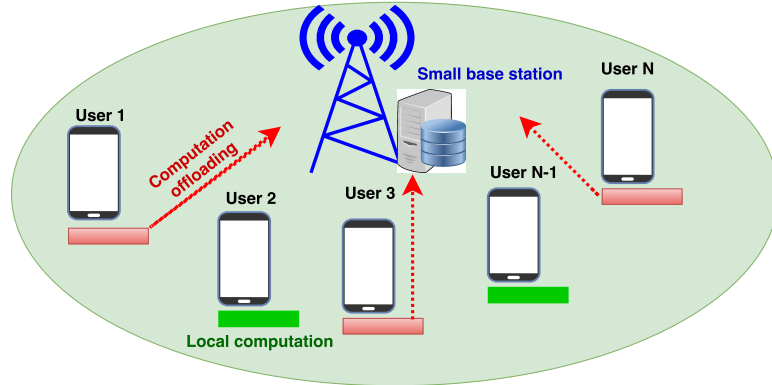 Small base station
User N
User 1
Computation
offloading
User N-1
User 2
User 3
Local computation